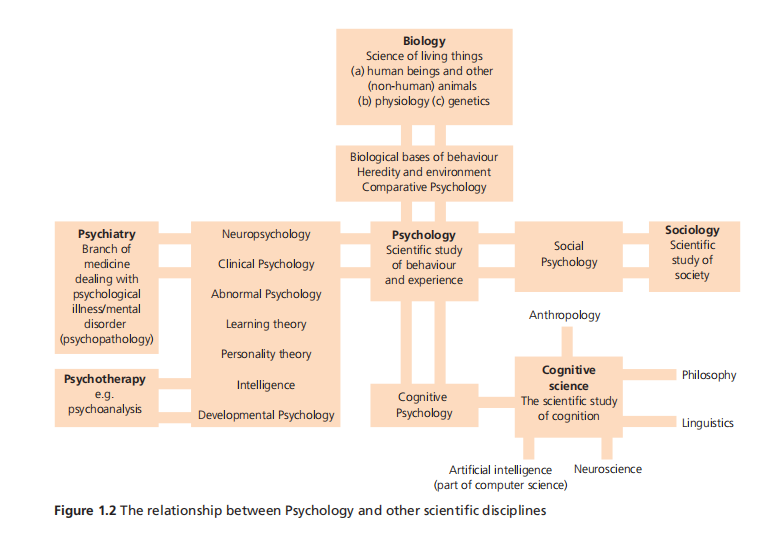 Biology
Science of living things
(a) human beings and other
(non-human) animals
(b) physiology (c) genetics
Biological bases of behaviour
Heredity and environment
Comparative Psychology
Psychiatry
Branch of
medicine
dealing with
psychological
illness/mental
disorder
(psychopathology)
Psychotherapy
e.g.
psychoanalysis
Neuropsychology
Clinical Psychology
Abnormal Psychology
Learning theory
Personality theory
Intelligence
Developmental Psychology
Psychology
Scientific study
of behaviour
and experience
Social
Psychology
Sociology
Scientific
study of
society
Cognitive
Psychology
Anthropology
Cognitive
science
The scientific study
of cognition
Philosophy
Linguistics
Artificial intelligence
(part of computer science)
Neuroscience
Figure 1.2 The relationship between Psychology and other scientific disciplines